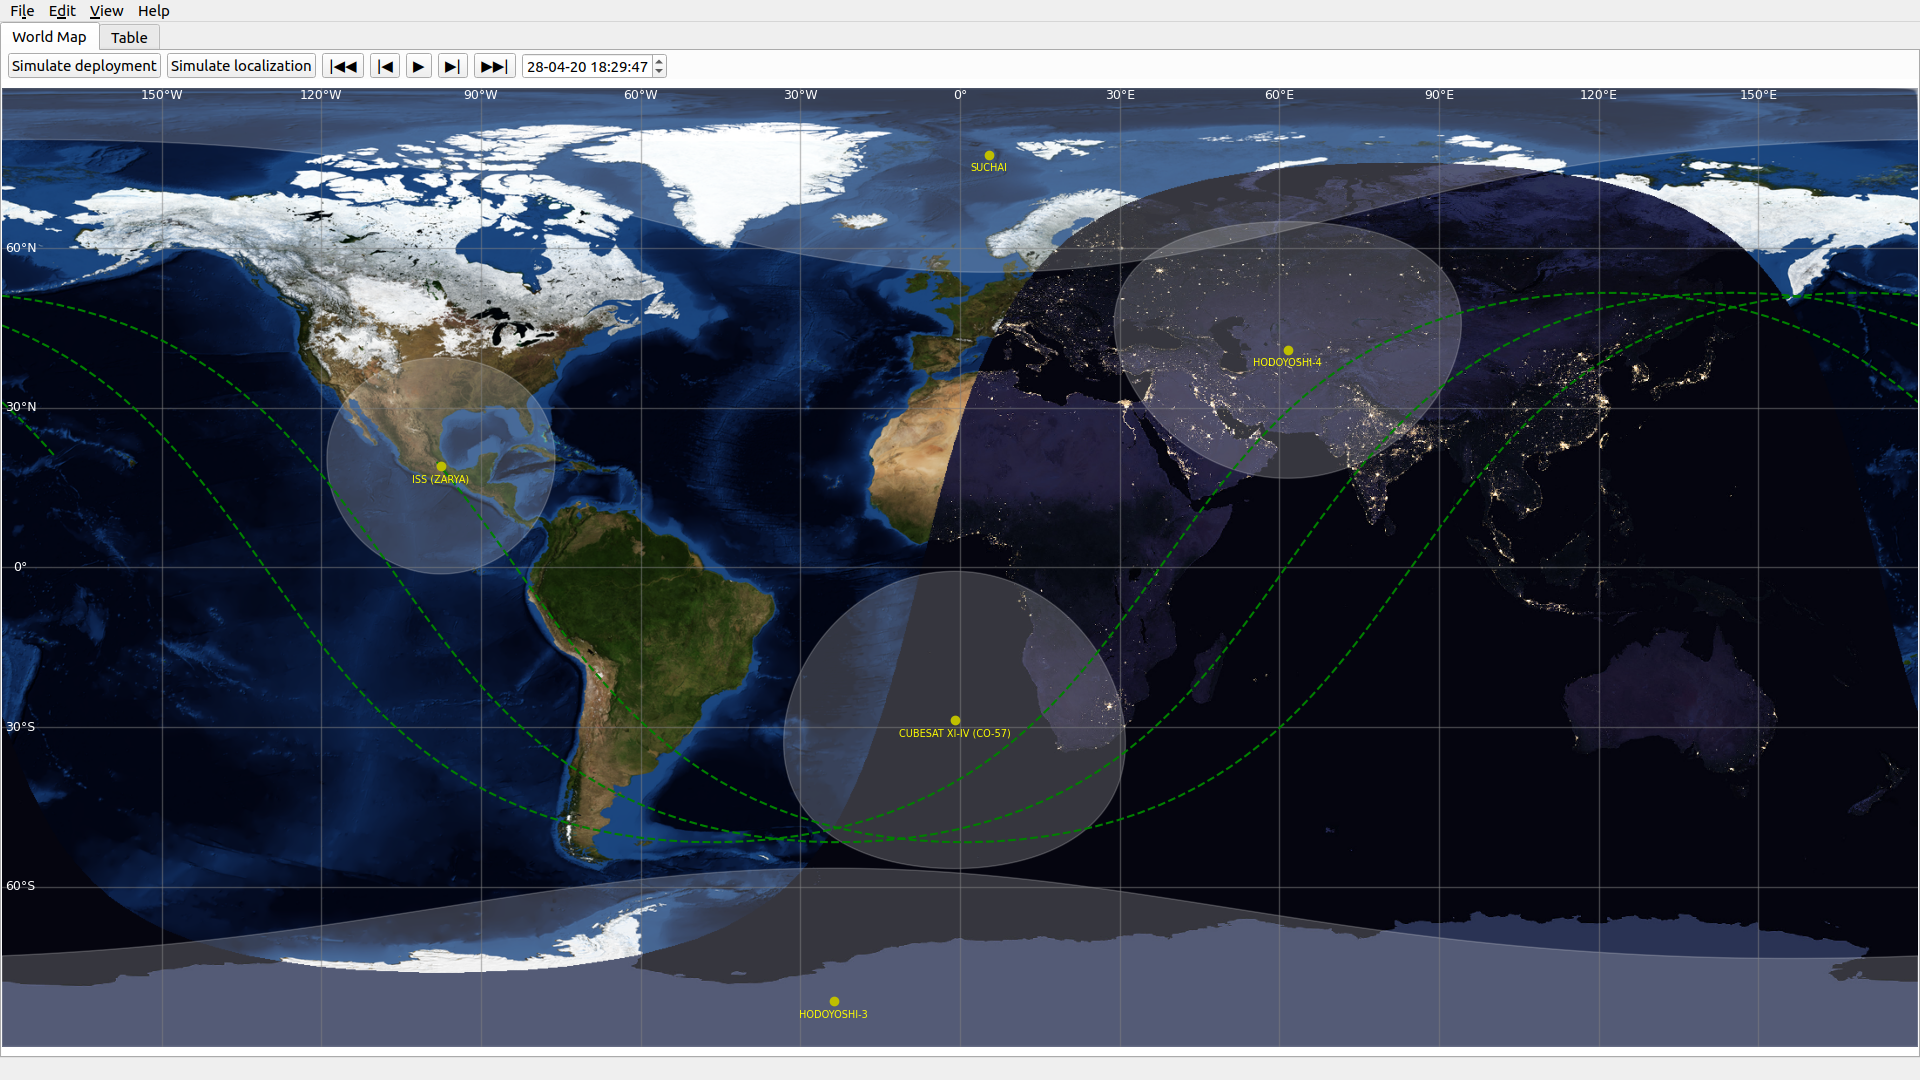 File Edit View Help
World Map Table
Simulate deployment Simulate localization 28-04-20 18:29:47
150°W 120°W 90°W 60°W 30°W 0° 30°E 60°E 90°E 120°E 150°E
SUCHAI
60°N
HODOYOSHI-4
30°N
ISS (ZARYA)
0°
30°S
CUBESAT XI-IV (CO-57)
60°S
HODOYOSHI-3